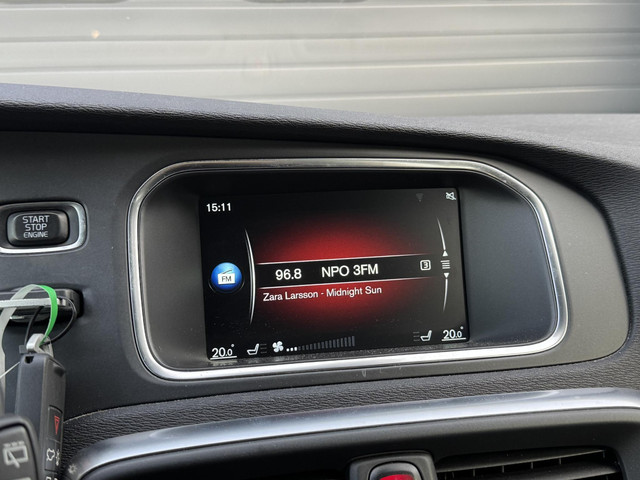 15:11
START
STOP
ENGINE
FM
96.8 NPO 3FM 3
Zara Larsson - Midnight Sun
20.0 20.0